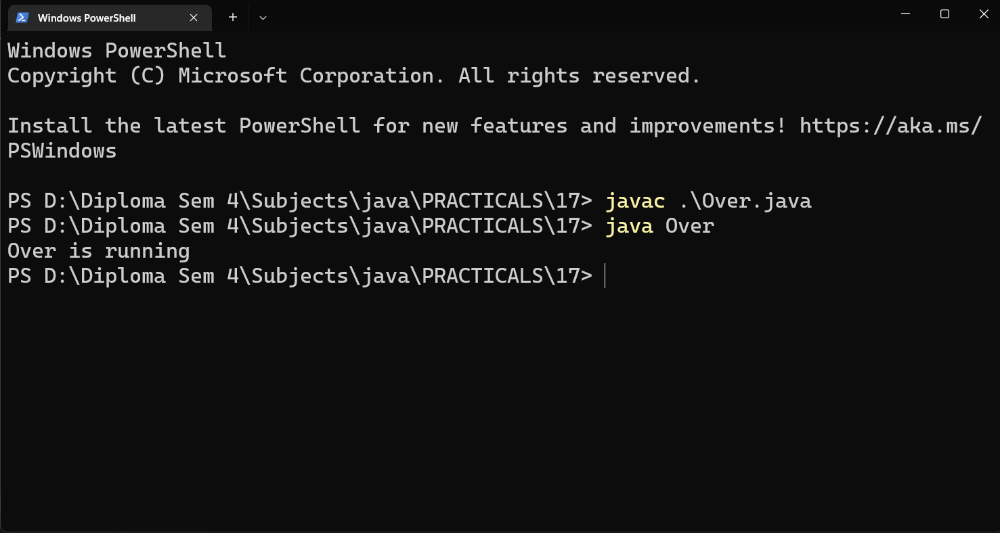 Windows PowerShell
Windows PowerShell
Copyright (C) Microsoft Corporation. All rights reserved.
Install the latest PowerShell for new features and improvements! https://aka.ms/
PSWindows
PS D:\Diploma Sem 4\Subjects\java\PRACTICALS\17> javac .\Over.java
PS D:\Diploma Sem 4\Subjects\java\PRACTICALS\17> java Over
Over is running
PS D:\Diploma Sem 4\Subjects\java\PRACTICALS\17>